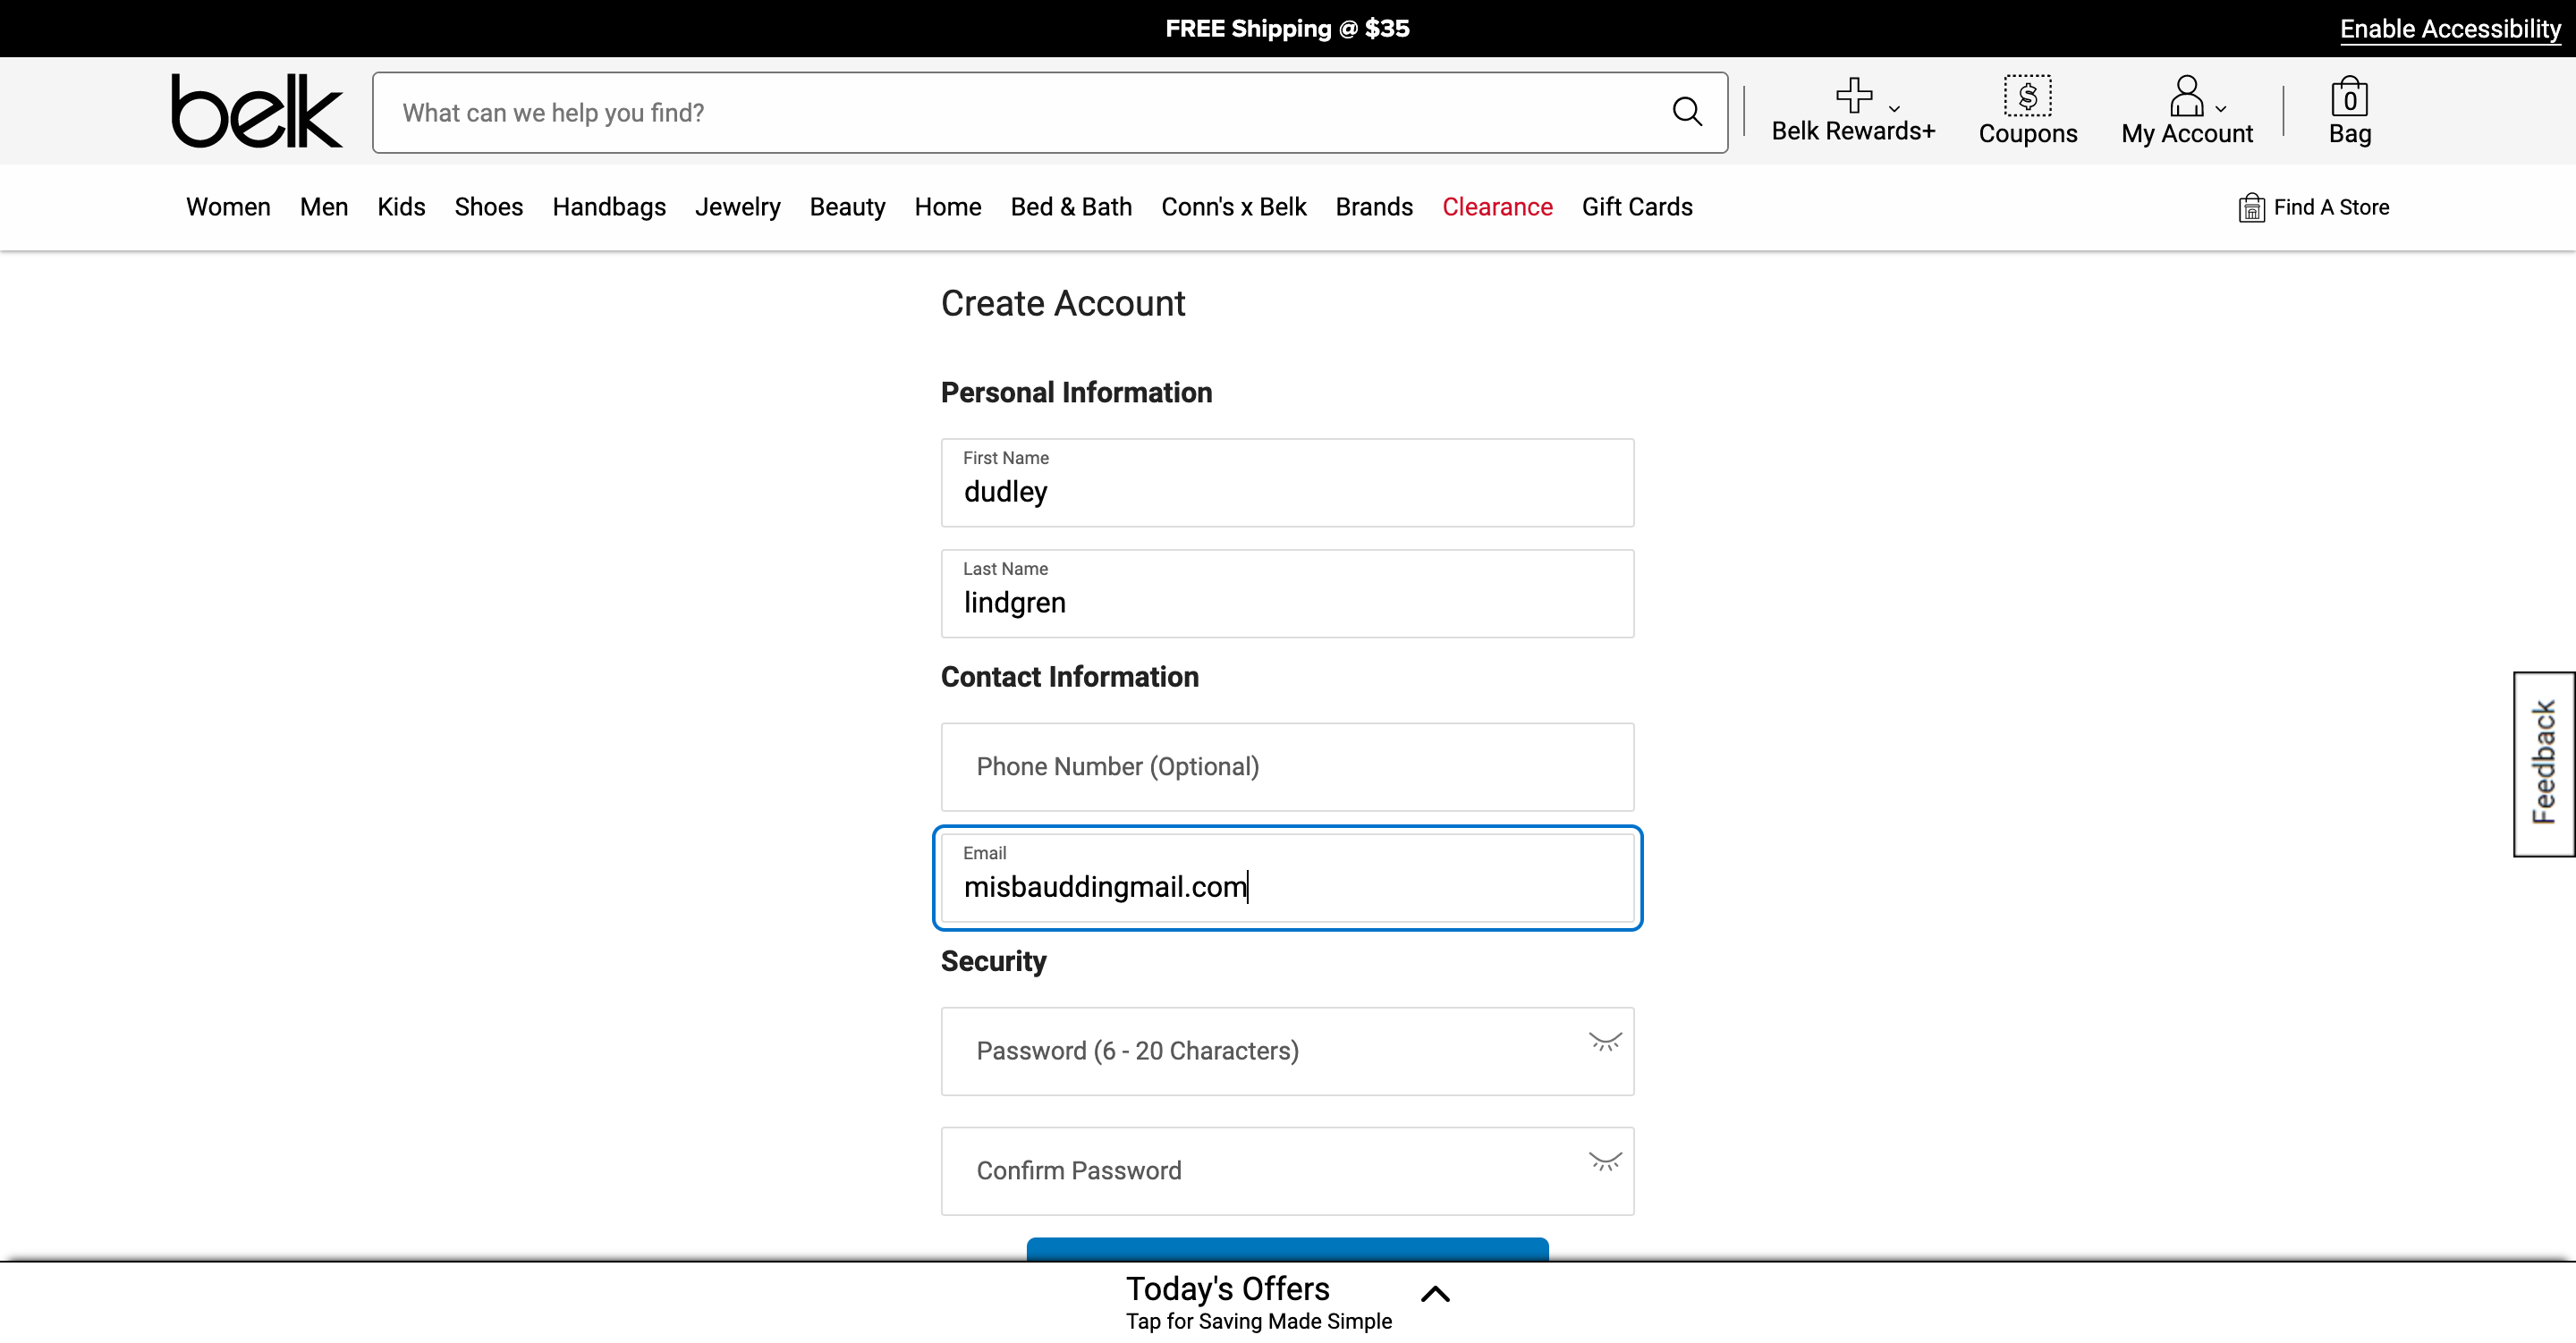 FREE Shipping @ $35
Enable Accessibility
belk
What can we help you find?
Belk Rewards+
$
Coupons
My Account
0
Bag
Women Men Kids Shoes Handbags Jewelry Beauty Home Bed & Bath Conn's x Belk Brands Clearance Gift Cards
Find A Store
Create Account
Personal Information
First Name
dudley
Last Name
lindgren
Contact Information
Phone Number (Optional)
Email
misbauddingmail.com
Security
Password (6 - 20 Characters)
Confirm Password
Feedback
Today's Offers
Tap for Saving Made Simple